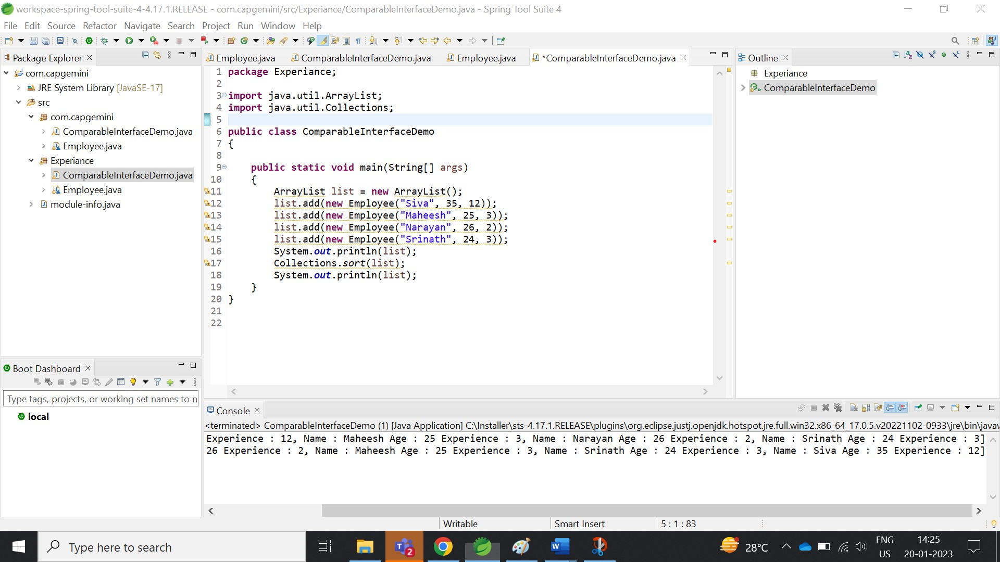 workspace-spring-tool-suite-4-4.17.1.RELEASE - com.capgemini/src/Experiance/ComparableInterfaceDemo.java - Spring Tool Suite 4
File Edit Source Refactor Navigate Search Project Run Window Help
Package Explorer
com.capgemini
JRE System Library [JavaSE-17]
src
com.capgemini
ComparableInterfaceDemo.java
Employee.java
Experiance
ComparableInterfaceDemo.java
Employee.java
module-info.java
Boot Dashboard
Type tags, projects, or working set names to n
local
Employee.java ComparableInterfaceDemo.java Employee.java *ComparableInterfaceDemo.java
1 package Experiance;
2
3 import java.util.ArrayList;
4 import java.util.Collections;
5
6 public class ComparableInterfaceDemo
7 {
8
9 public static void main(String[] args)
10 {
11 ArrayList list = new ArrayList();
12 list.add(new Employee("Siva", 35, 12));
13 list.add(new Employee("Maheesh", 25, 3));
14 list.add(new Employee("Narayan", 26, 2));
15 list.add(new Employee("Srinath", 24, 3));
16 System.out.println(list);
17 Collections.sort(list);
18 System.out.println(list);
19 }
20 }
21
22
Outline
Experiance
ComparableInterfaceDemo
Console
<terminated> ComparableInterfaceDemo (1) [Java Application] C:\Installer\sts-4.17.1.RELEASE\plugins\org.eclipse.justj.openjdk.hotspot.jre.full.win32.x86_64_17.0.5.v20221102-0933\jre\bin\javaw
Experience : 12, Name : Maheesh Age : 25 Experience : 3, Name : Narayan Age : 26 Experience : 2, Name : Srinath Age : 24 Experience : 3]
26 Experience : 2, Name : Maheesh Age : 25 Experience : 3, Name : Srinath Age : 24 Experience : 3, Name : Siva Age : 35 Experience : 12]
Writable Smart Insert 5 : 1 : 83
Type here to search
2
28°C
ENG
US
14:25
20-01-2023